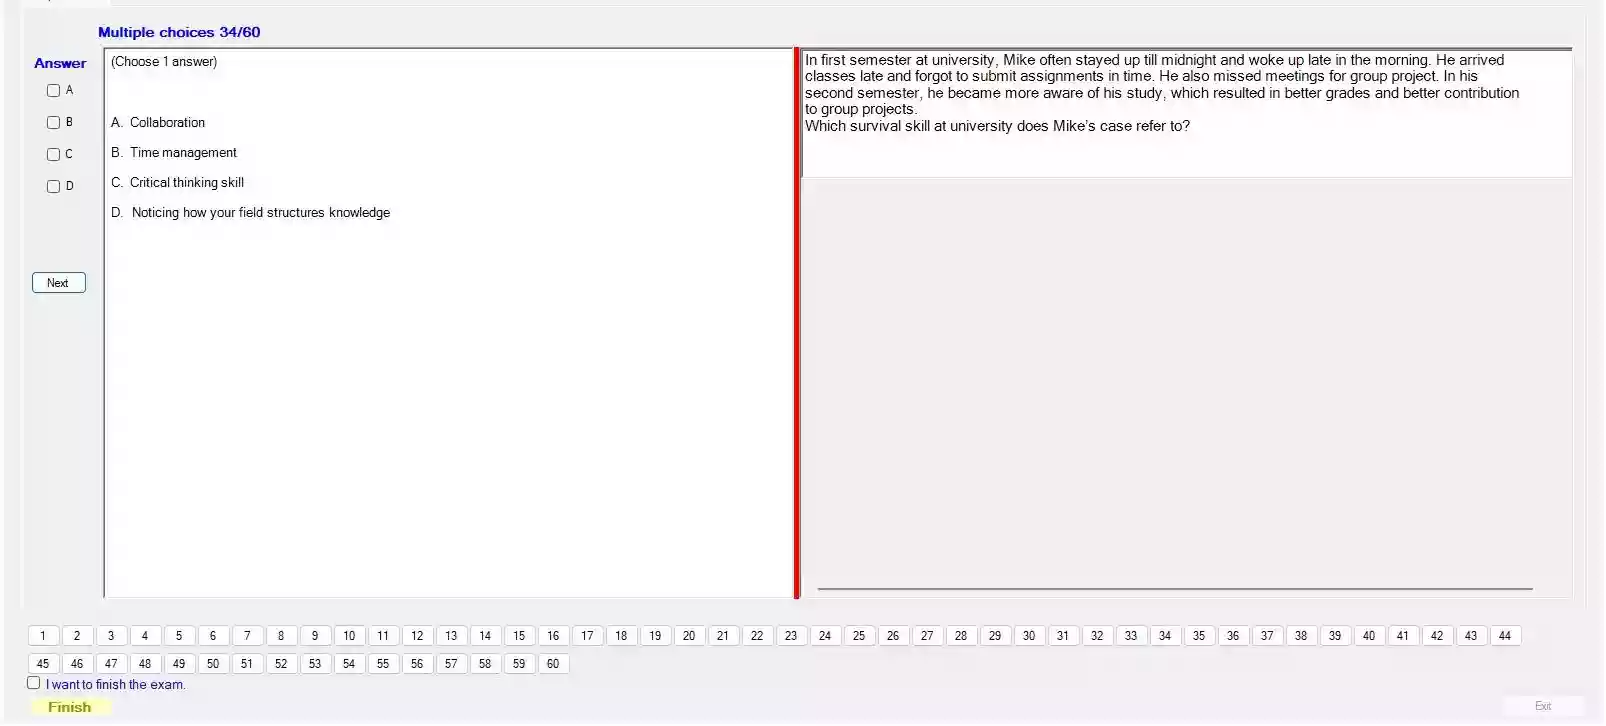 Multiple choices 34/60
Answer
A
B
C
D
Next
(Choose 1 answer)
A. Collaboration
B. Time management
C. Critical thinking skill
D. Noticing how your field structures knowledge
In first semester at university, Mike often stayed up till midnight and woke up late in the morning. He arrived
classes late and forgot to submit assignments in time. He also missed meetings for group project. In his
second semester, he became more aware of his study, which resulted in better grades and better contribution
to group projects.
Which survival skill at university does Mike's case refer to?
1 2 3 4 5 6 7 8 9 10 11 12 13 14 15 16 17 18 19 20 21 22 23 24 25 26 27 28 29 30 31 32 33 34 35 36 37 38 39 40 41 42 43 44
45 46 47 48 49 50 51 52 53 54 55 56 57 58 59 60
I want to finish the exam.
Finish
Exit